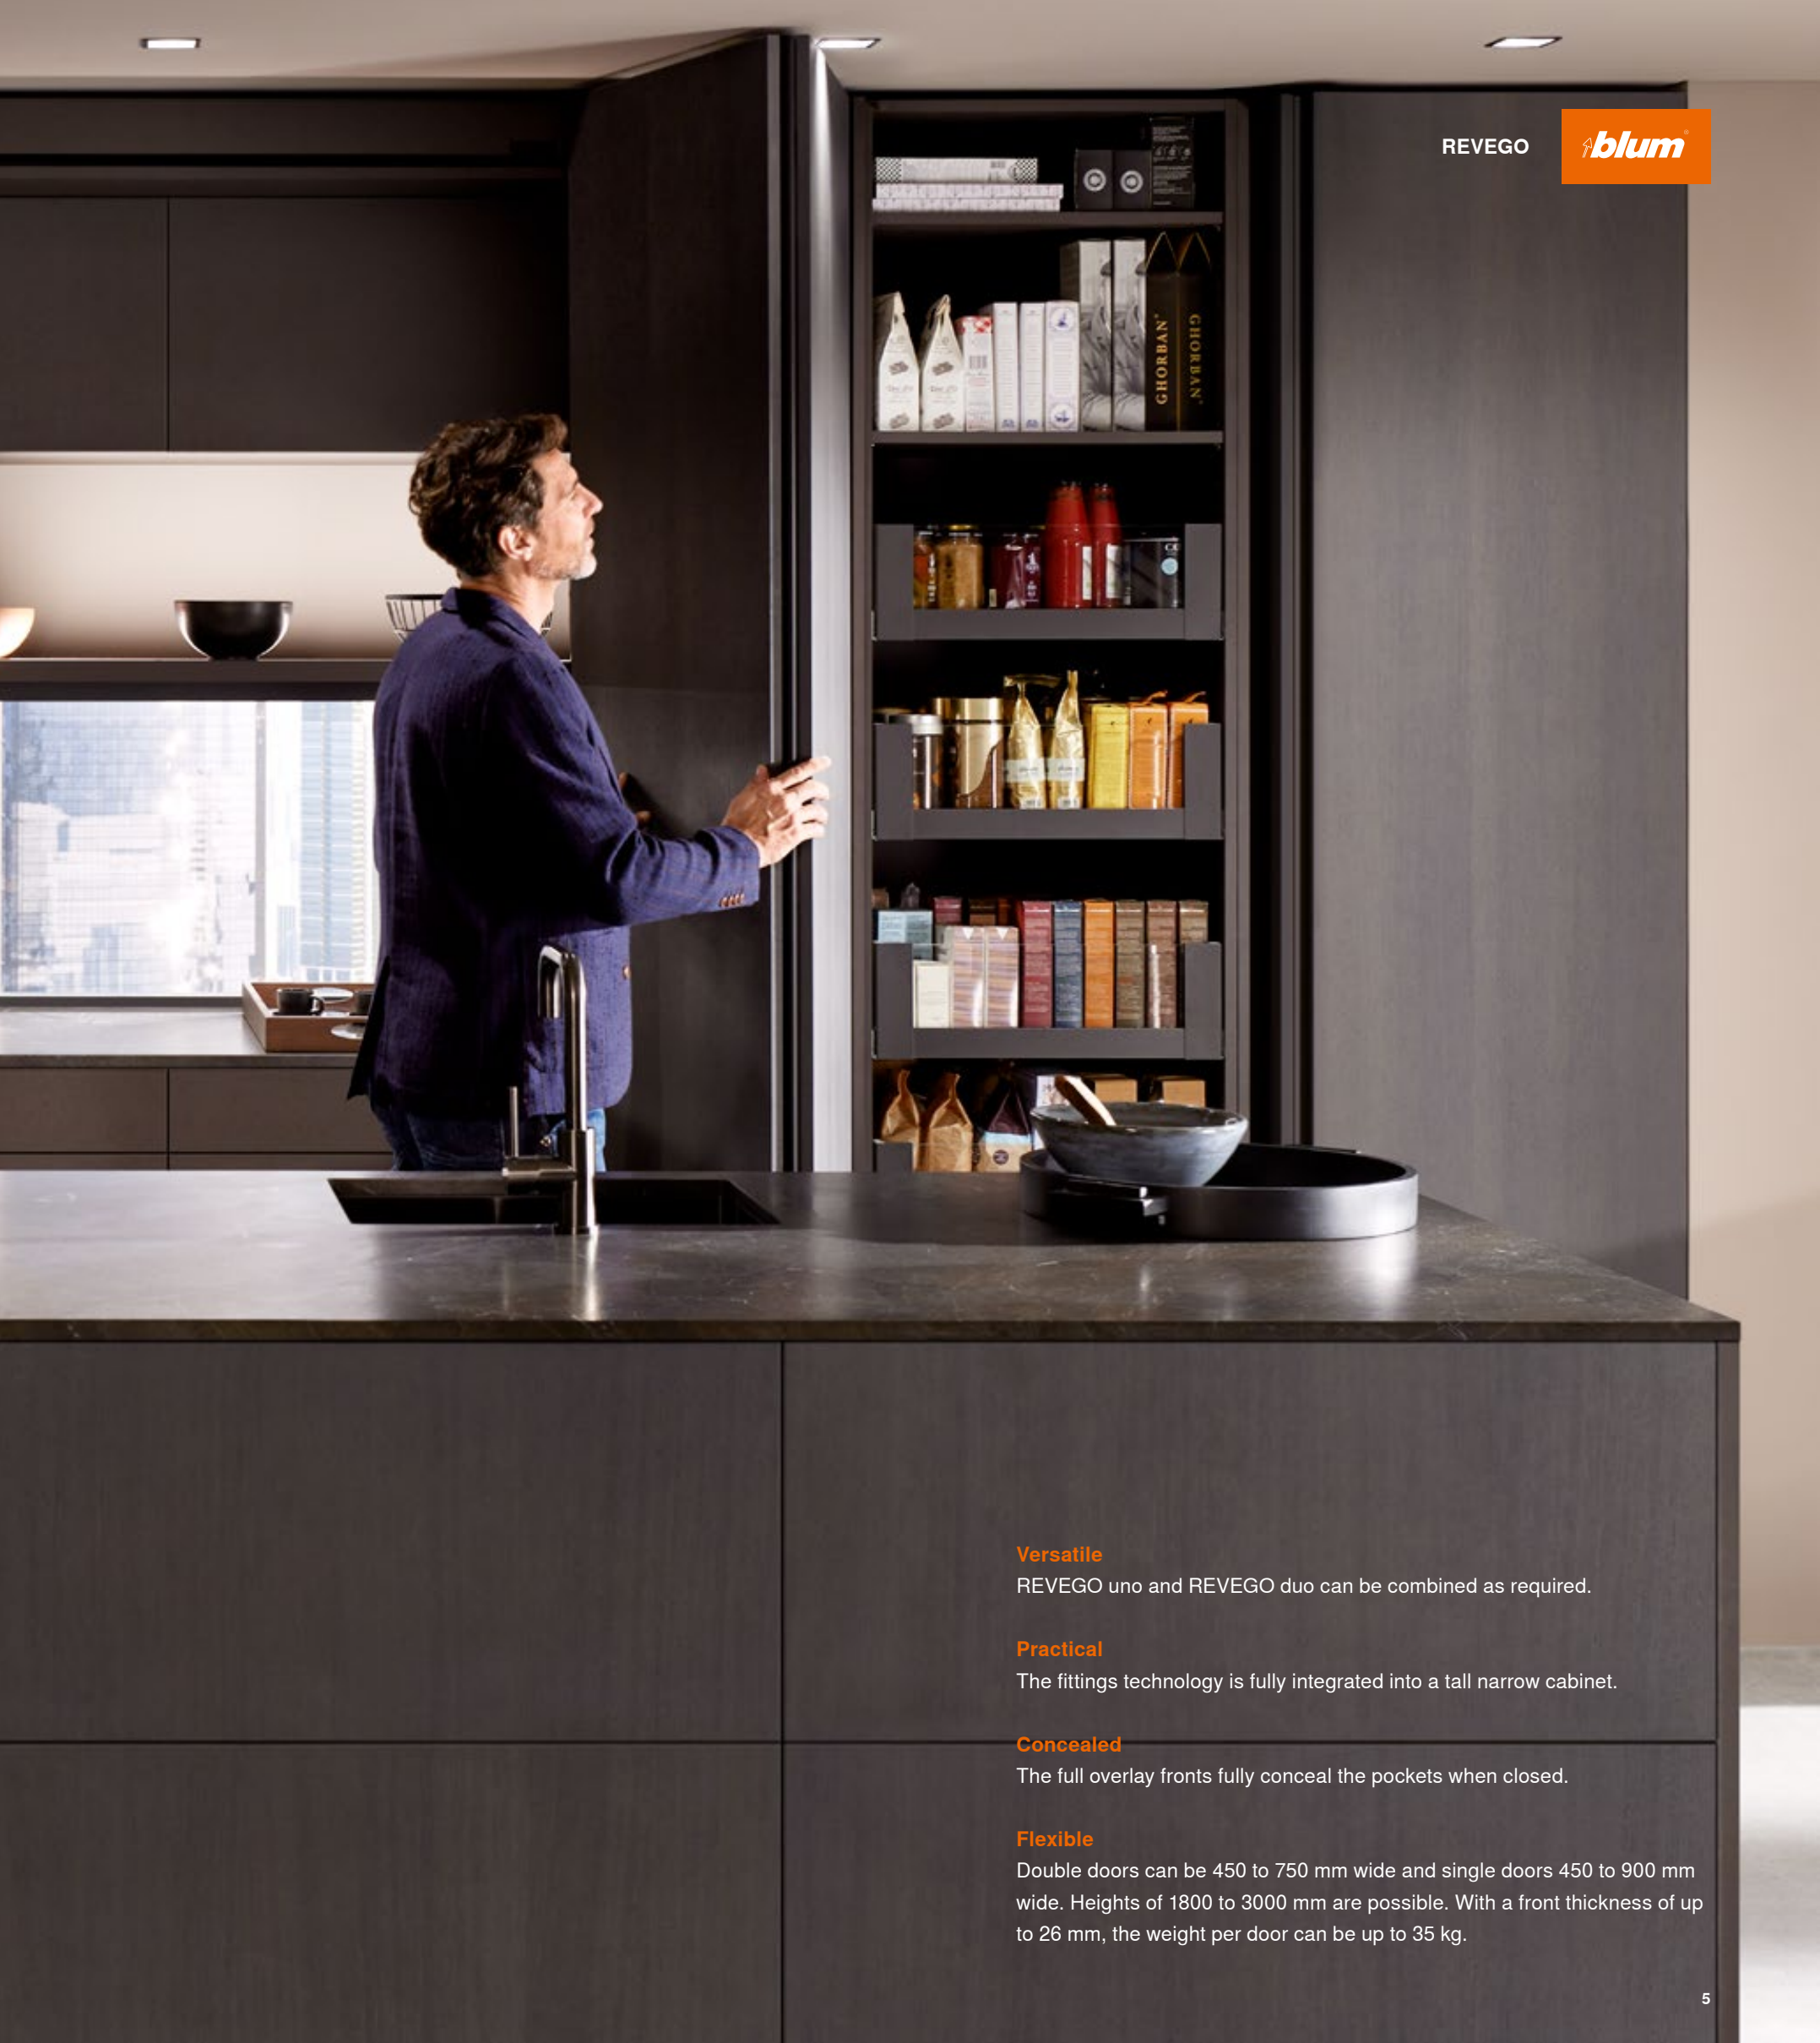 REVEGO
blum
GHORBAN
GHORBAN
Versatile
REVEGO uno and REVEGO duo can be combined as required.
Practical
The fittings technology is fully integrated into a tall narrow cabinet.
Concealed
The full overlay fronts fully conceal the pockets when closed.
Flexible
Double doors can be 450 to 750 mm wide and single doors 450 to 900 mm
wide. Heights of 1800 to 3000 mm are possible. With a front thickness of up
to 26 mm, the weight per door can be up to 35 kg.
5